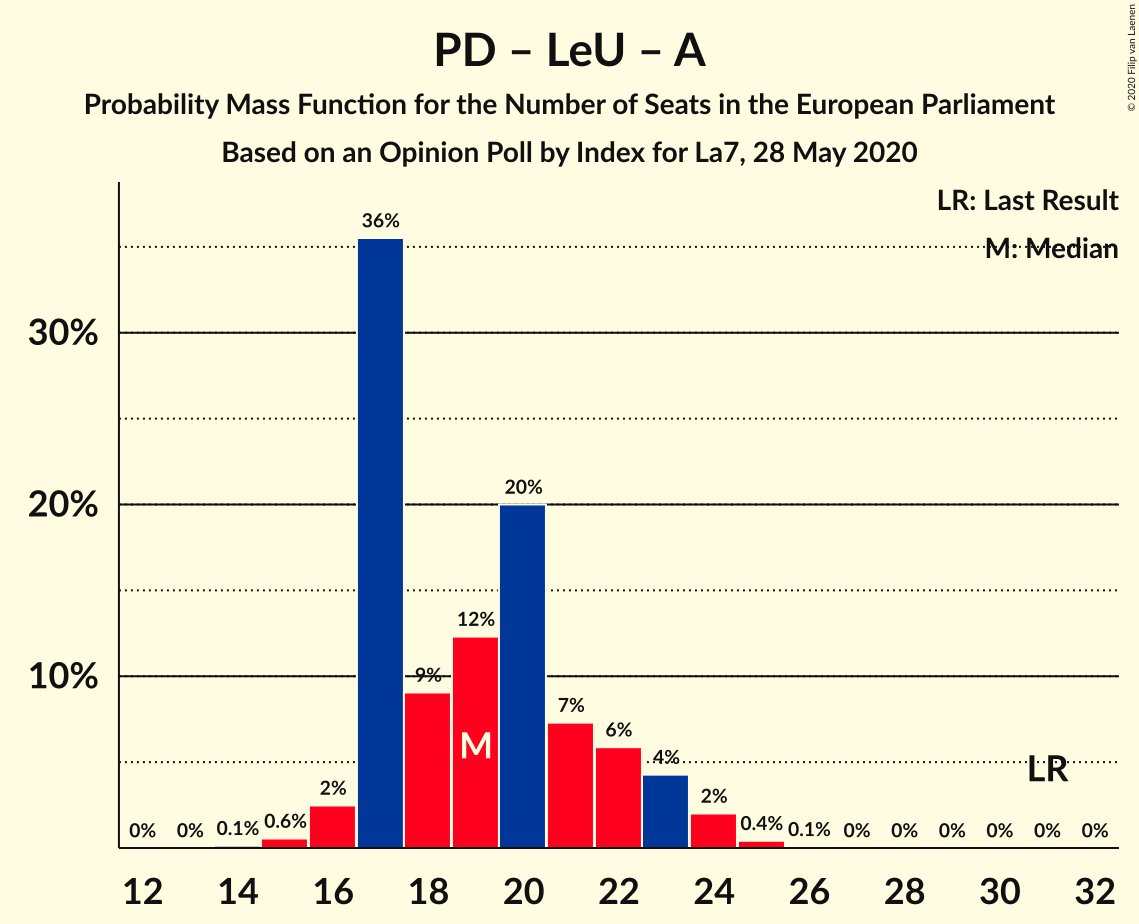 PD – LeU – A
Probability Mass Function for the Number of Seats in the European Parliament
Based on an Opinion Poll by Index for La7, 28 May 2020
© 2020 Filip van Laenen
LR: Last Result
M: Median
30%
20%
10%
0%
0%
0.1%
0.6%
2%
36%
9%
12%
20%
7%
6%
4%
2%
0.4%
0.1%
0%
0%
0%
0%
0%
0%
M
LR
12 14 16 18 20 22 24 26 28 30 32